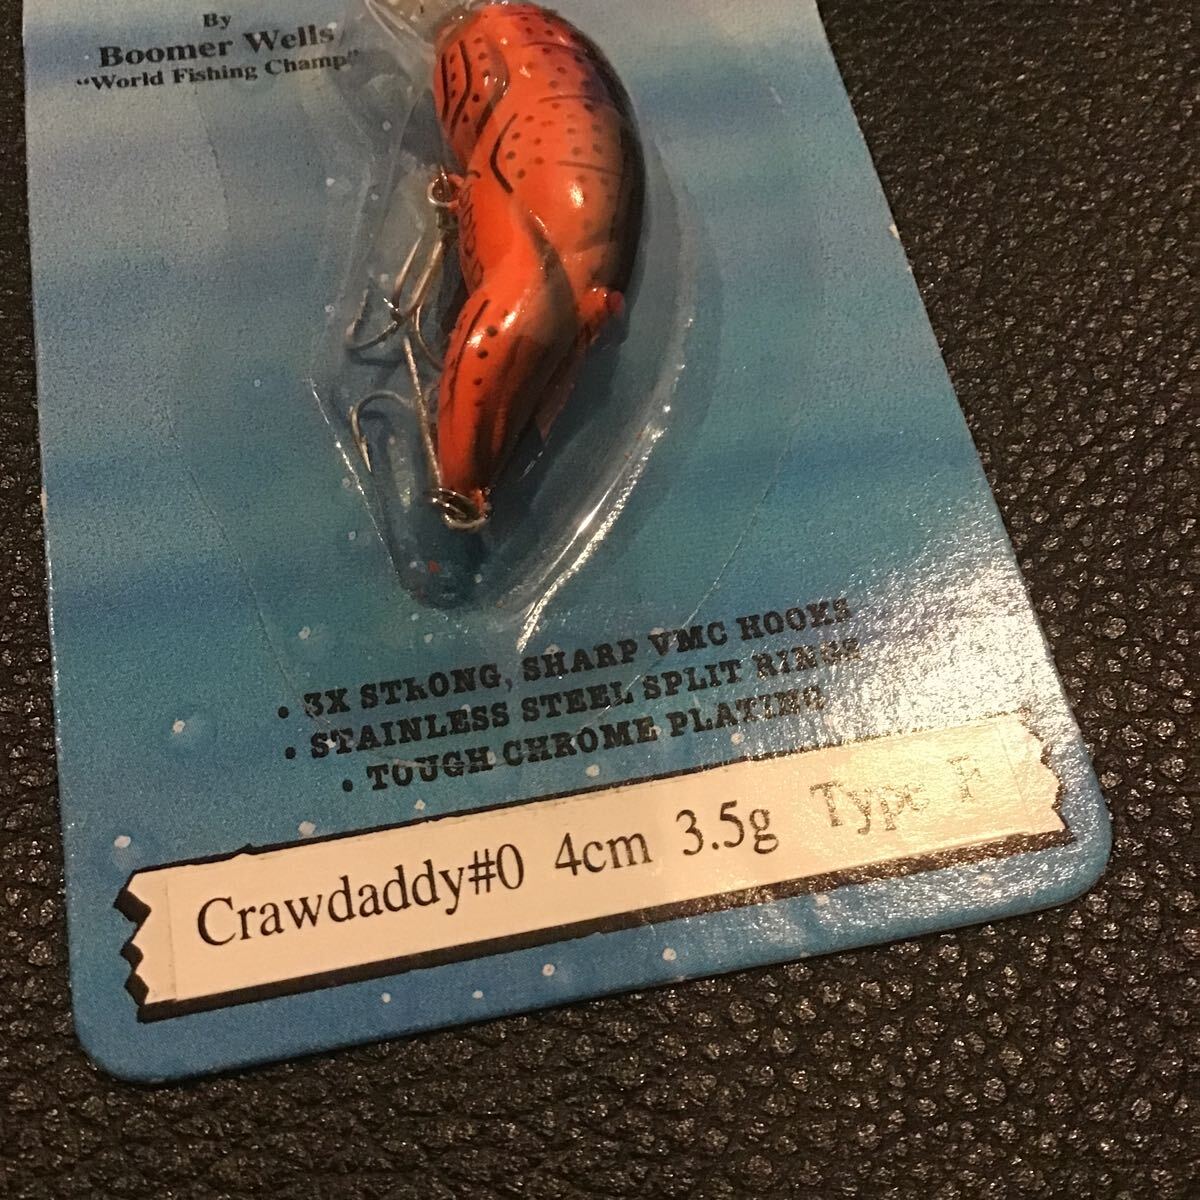 By
Boomer Wells
"World Fishing Champ"
• 3X STRONG, SHARP VMC HOOKS
• STAINLESS STEEL SPLIT RINGS
• TOUGH CHROME PLATING
Crawdaddy#0 4cm 3.5g Type F